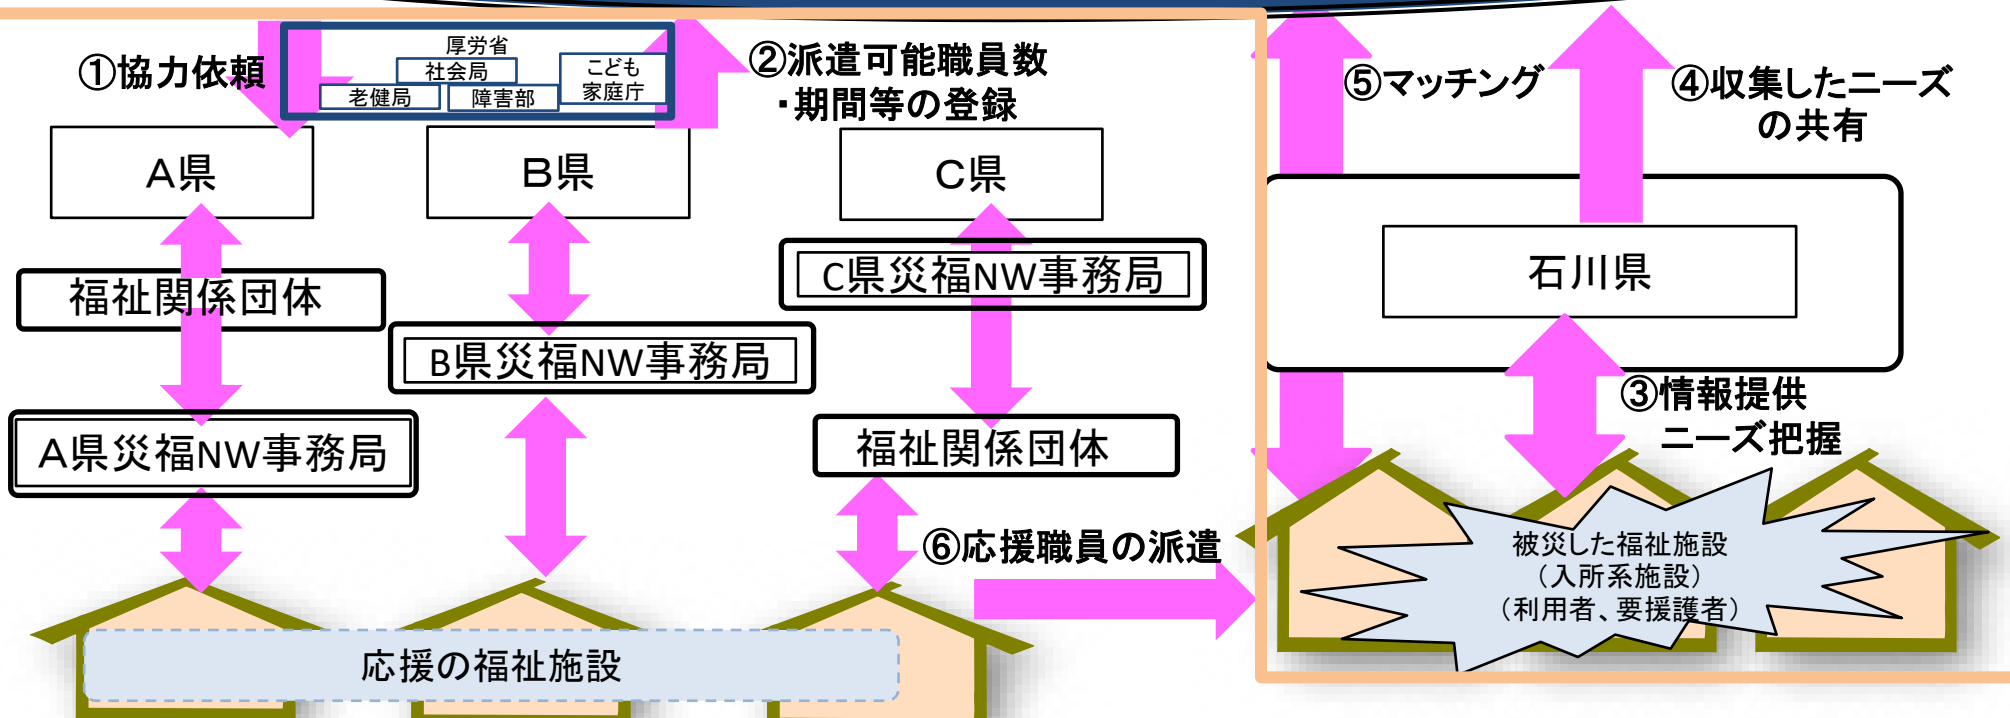 ①協力依頼
厚労省
社会局
老健局
障害部
こども
家庭庁
②派遣可能職員数
・期間等の登録
⑤マッチング
④収集したニーズ
の共有
A県
B県
C県
石川県
福祉関係団体
C県災福NW事務局
B県災福NW事務局
A県災福NW事務局
福祉関係団体
③情報提供
ニーズ把握
⑥応援職員の派遣
被災した福祉施設
（入所系施設）
（利用者、要援護者）
応援の福祉施設